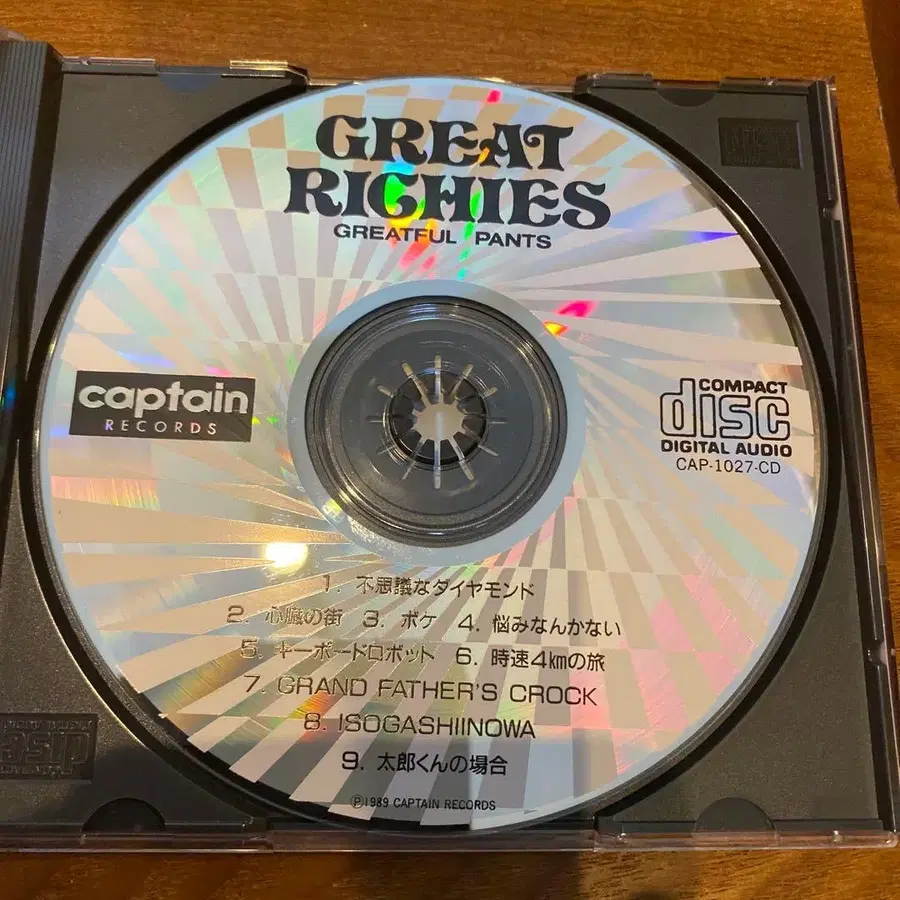 GREAT
RICHIES
GREATFUL PANTS
captain
RECORDS
COMPACT
disc
DIGITAL AUDIO
CAP-1027-CD
1. 不思議なダイヤモンド
2. 心臓の街 3. ボケ 4. 悩みなんかない
5. キーボードロボット 6. 時速4kmの旅
7. GRAND FATHER'S CROCK
8. ISOGASHIINOWA
9. 太郎くんの場合
Ⓟ1989 CAPTAIN RECORDS